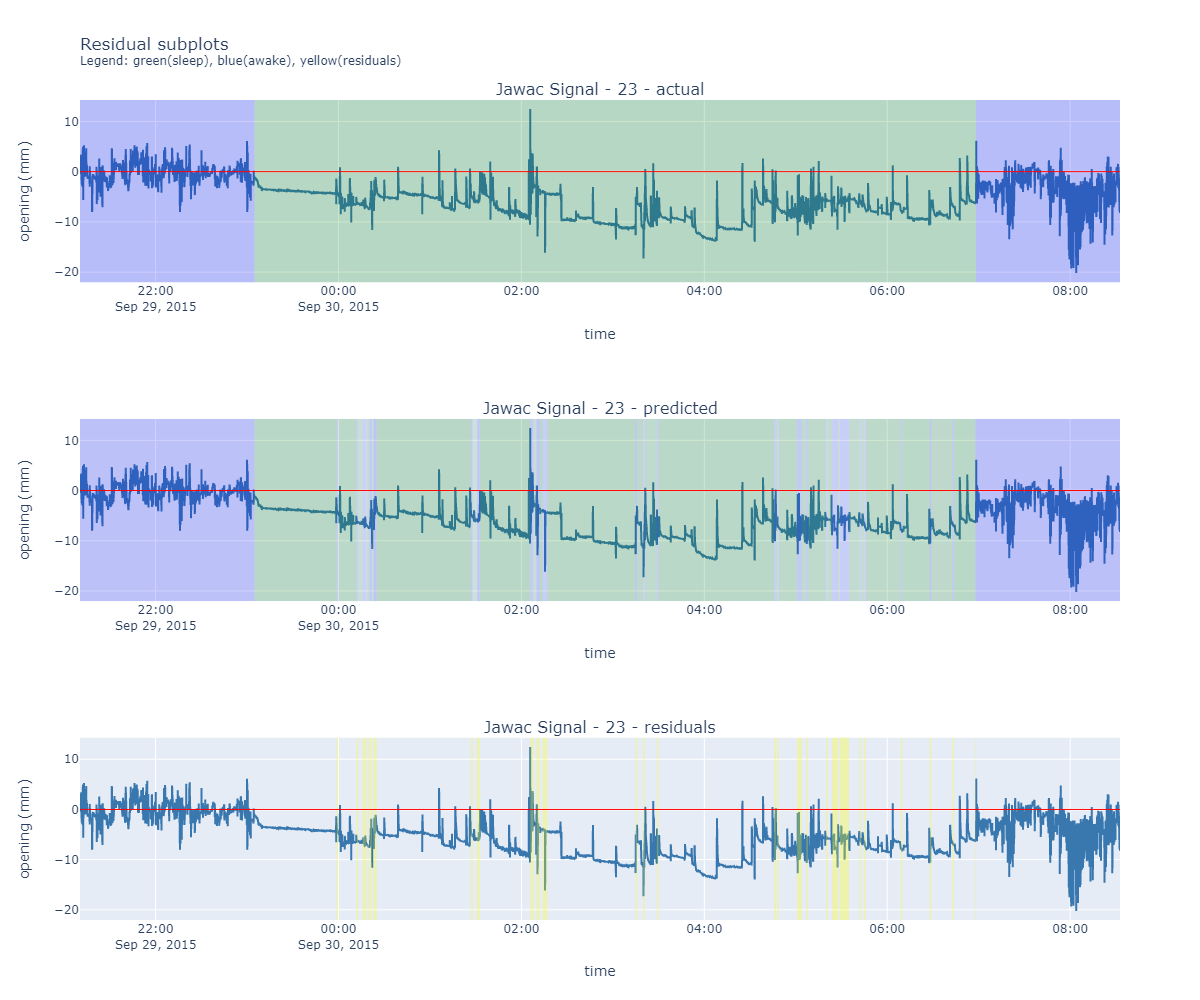 Residual subplots
Legend: green(sleep), blue(awake), yellow(residuals)
Jawac Signal - 23 - actual
opening (mm)
10
0
−10
−20
22:00 00:00 02:00 04:00 06:00 08:00
Sep 29, 2015 Sep 30, 2015
time
Jawac Signal - 23 - predicted
opening (mm)
10
0
−10
−20
22:00 00:00 02:00 04:00 06:00 08:00
Sep 29, 2015 Sep 30, 2015
time
Jawac Signal - 23 - residuals
opening (mm)
10
0
−10
−20
22:00 00:00 02:00 04:00 06:00 08:00
Sep 29, 2015 Sep 30, 2015
time